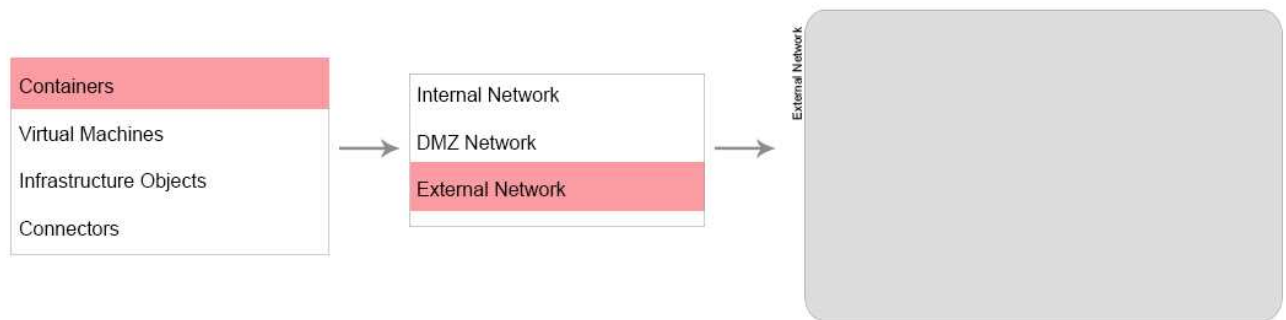 Containers
Virtual Machines
Infrastructure Objects
Connectors
Internal Network
DMZ Network
External Network
External Network